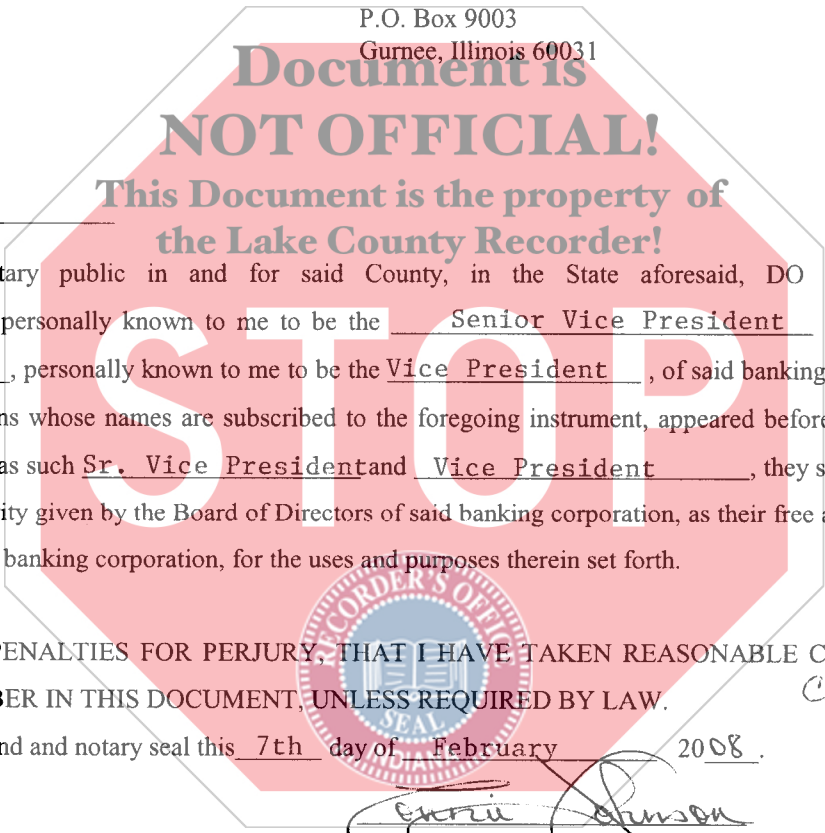 P.O. Box 9003
Gurnee, Illinois 60031
Document is
NOT OFFICIAL!
This Document is the property of
the Lake County Recorder!
STOP
tary public in and for said County, in the State aforesaid, DO
personally known to me to be the Senior Vice President
, personally known to me to be the Vice President , of said banking
ns whose names are subscribed to the foregoing instrument, appeared before
as such Sr. Vice President and Vice President , they s
ity given by the Board of Directors of said banking corporation, as their free a
banking corporation, for the uses and purposes therein set forth.
RECORDER'S OFFICE
SEAL
INDIANA
PENALTIES FOR PERJURY, THAT I HAVE TAKEN REASONABLE C
BER IN THIS DOCUMENT, UNLESS REQUIRED BY LAW.
nd and notary seal this 7th day of February 2008 .
Johnson